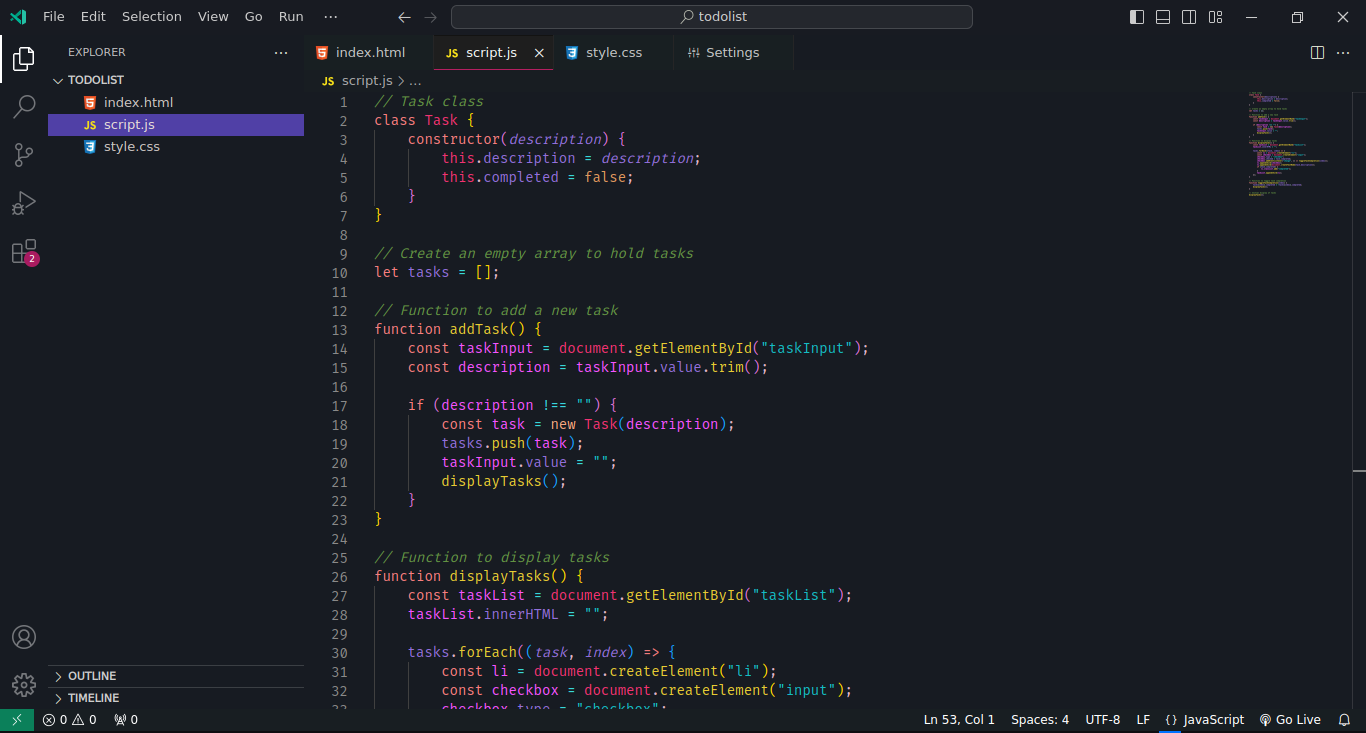 File Edit Selection View Go Run ···
todolist
EXPLORER ···
TODOLIST
index.html
JS script.js
style.css
index.html
JS script.js
style.css
Settings
JS script.js > ...
1 // Task class
2 class Task {
3     constructor(description) {
4         this.description = description;
5         this.completed = false;
6     }
7 }
8
9 // Create an empty array to hold tasks
10 let tasks = [];
11
12 // Function to add a new task
13 function addTask() {
14     const taskInput = document.getElementById("taskInput");
15     const description = taskInput.value.trim();
16
17     if (description !== "") {
18         const task = new Task(description);
19         tasks.push(task);
20         taskInput.value = "";
21         displayTasks();
22     }
23 }
24
25 // Function to display tasks
26 function displayTasks() {
27     const taskList = document.getElementById("taskList");
28     taskList.innerHTML = "";
29
30     tasks.forEach((task, index) => {
31         const li = document.createElement("li");
32         const checkbox = document.createElement("input");
33         checkbox.type = "checkbox";
2
OUTLINE
TIMELINE
0 0 0 Ln 53, Col 1 Spaces: 4 UTF-8 LF {} JavaScript Go Live